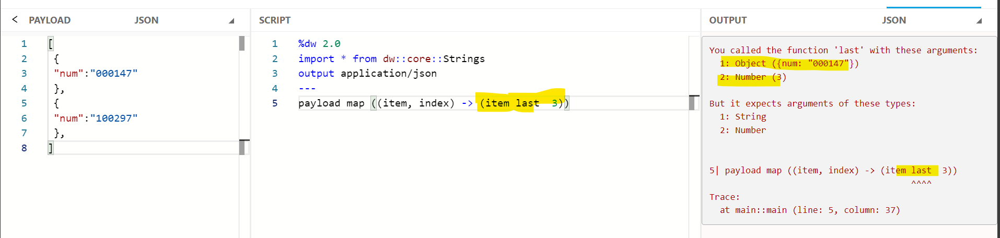 < PAYLOAD JSON
1 [
2 {
3 "num":"000147"
4 },
5 {
6 "num":"100297"
7 },
8 ]
SCRIPT
1 %dw 2.0
2 import * from dw::core::Strings
3 output application/json
4 ---
5 payload map ((item, index) -> (item last  3))
OUTPUT JSON
You called the function 'last' with these arguments:
1: Object ({num: "000147"})
2: Number (3)
But it expects arguments of these types:
1: String
2: Number
5| payload map ((item, index) -> (item last  3))
^^^^
Trace:
at main::main (line: 5, column: 37)